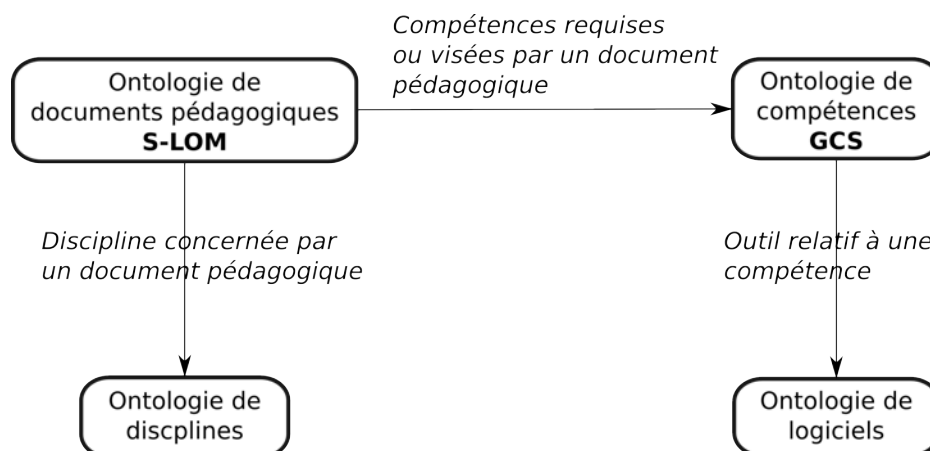 Compétences requises
ou visées par un document
pédagogique
Ontologie de
documents pédagogiques
S-LOM
Ontologie de
compétences
GCS
Discipline concernée par
un document pédagogique
Outil relatif à une
compétence
Ontologie de
discplines
Ontologie de
logiciels